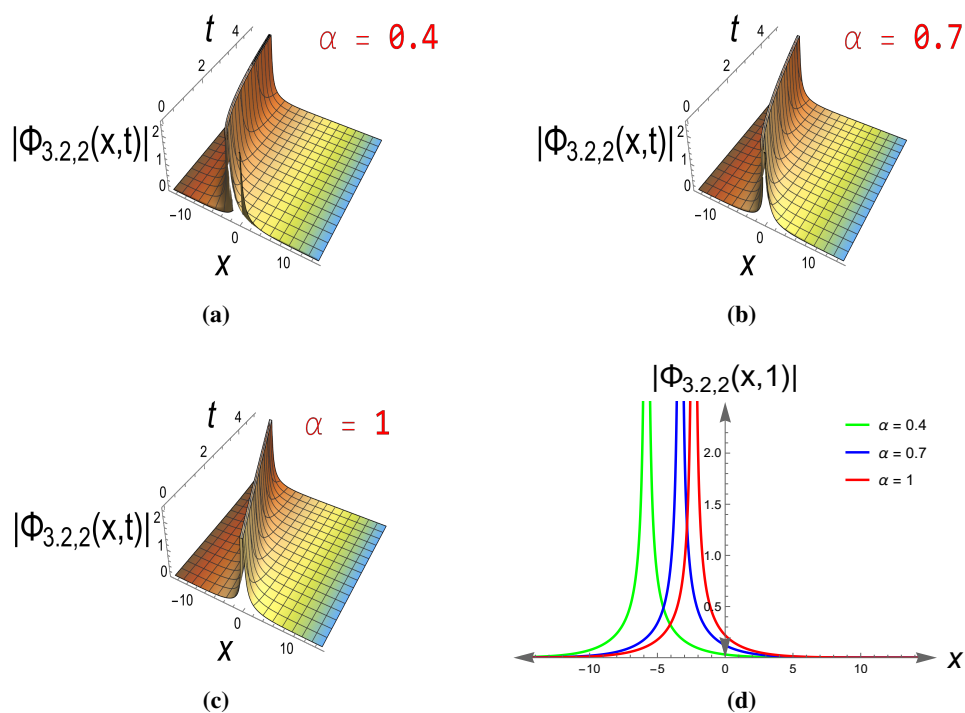 t
4
2
0
α = 0.4
|Φ3.2,2(x,t)|
2
1
0
−10
0
10
x
(a)
t
4
2
0
α = 0.7
|Φ3.2,2(x,t)|
2
1
0
−10
0
10
x
(b)
t
4
2
0
α = 1
|Φ3.2,2(x,t)|
2
1
0
−10
0
10
x
(c)
|Φ3.2,2(x,1)|
2.0
1.5
1.0
0.5
α = 0.4
α = 0.7
α = 1
−10
−5
0
5
10
x
(d)